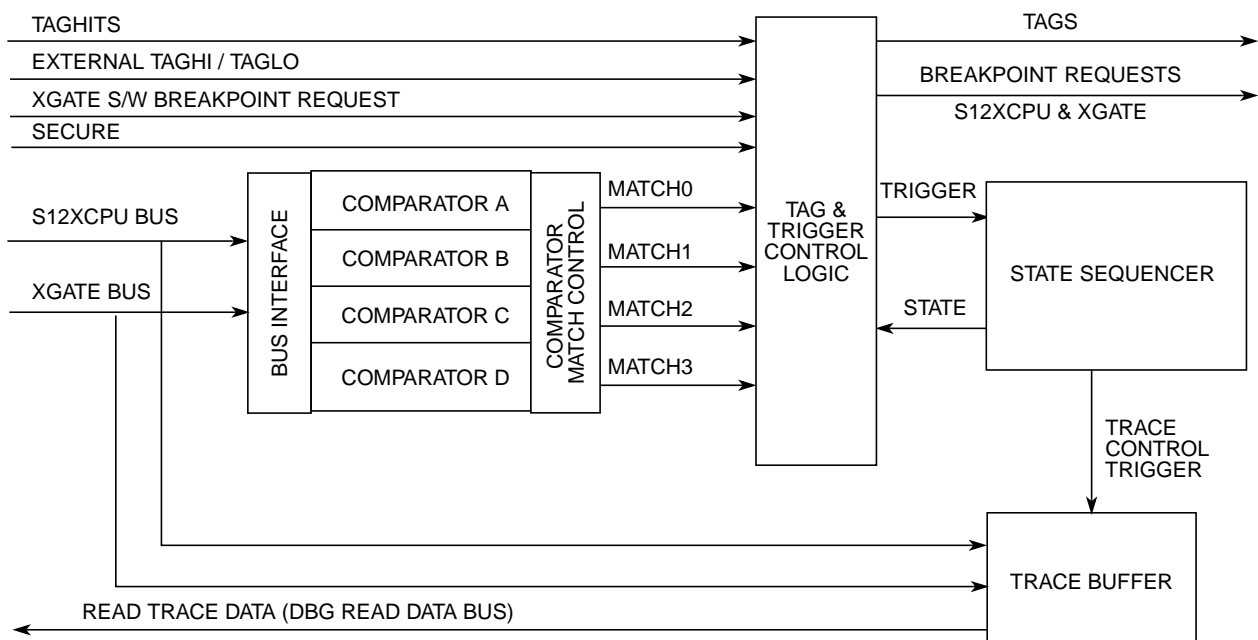 TAGHITS
TAGS
EXTERNAL TAGHI / TAGLO
BREAKPOINT REQUESTS
XGATE S/W BREAKPOINT REQUEST
S12XCPU & XGATE
SECURE
S12XCPU BUS
XGATE BUS
BUS INTERFACE
COMPARATOR A
COMPARATOR B
COMPARATOR C
COMPARATOR D
COMPARATOR
MATCH CONTROL
MATCH0
MATCH1
MATCH2
MATCH3
TAG &
TRIGGER
CONTROL
LOGIC
TRIGGER
STATE
STATE SEQUENCER
TRACE
CONTROL
TRIGGER
TRACE BUFFER
READ TRACE DATA (DBG READ DATA BUS)